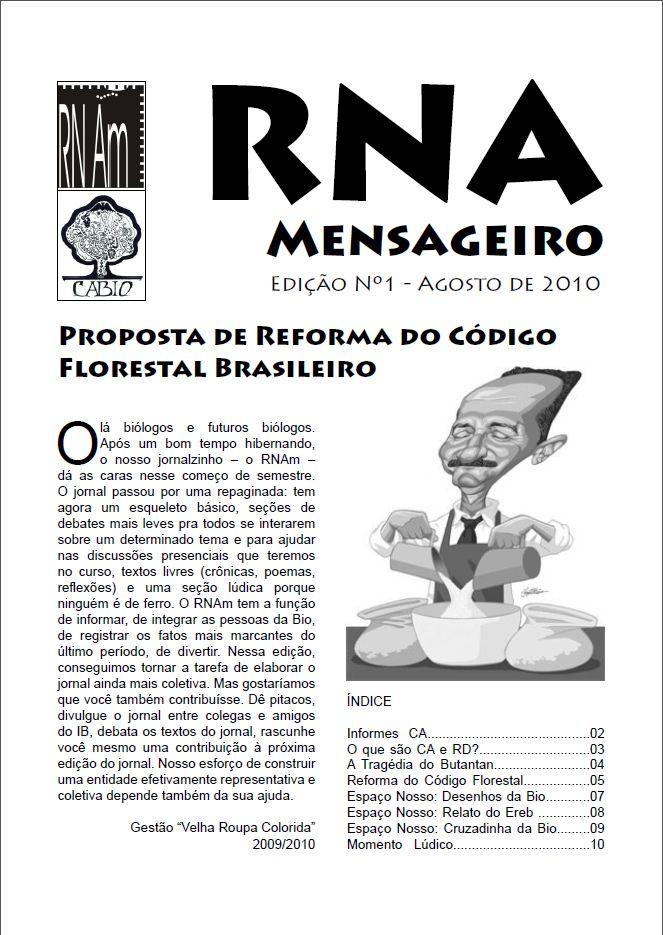 RNAm
CABIO
RNA
MENSAGEIRO
EDIÇÃO Nº1 - AGOSTO DE 2010
PROPOSTA DE REFORMA DO CÓDIGO
FLORESTAL BRASILEIRO
Olá biólogos e futuros biólogos.
Após um bom tempo hibernando,
o nosso jornalzinho – o RNAm –
dá as caras nesse começo de semestre.
O jornal passou por uma repaginada: tem
agora um esqueleto básico, seções de
debates mais leves pra todos se interarem
sobre um determinado tema e para ajudar
nas discussões presenciais que teremos
no curso, textos livres (crônicas, poemas,
reflexões) e uma seção lúdica porque
ninguém é de ferro. O RNAm tem a função
de informar, de integrar as pessoas da Bio,
de registrar os fatos mais marcantes do
último período, de divertir. Nessa edição,
conseguimos tornar a tarefa de elaborar o
jornal ainda mais coletiva. Mas gostaríamos
que você também contribuísse. Dê pitacos,
divulgue o jornal entre colegas e amigos
do IB, debata os textos do jornal, rascunhe
você mesmo uma contribuição à próxima
edição do jornal. Nosso esforço de construir
uma entidade efetivamente representativa e
coletiva depende também da sua ajuda.
Gestão “Velha Roupa Colorida”
2009/2010
ÍNDICE
Informes CA..........................................02
O que são CA e RD?............................03
A Tragédia do Butantan.........................04
Reforma do Código Florestal.................05
Espaço Nosso: Desenhos da Bio...........07
Espaço Nosso: Relato do Ereb .............08
Espaço Nosso: Cruzadinha da Bio........09
Momento Lúdico...................................10